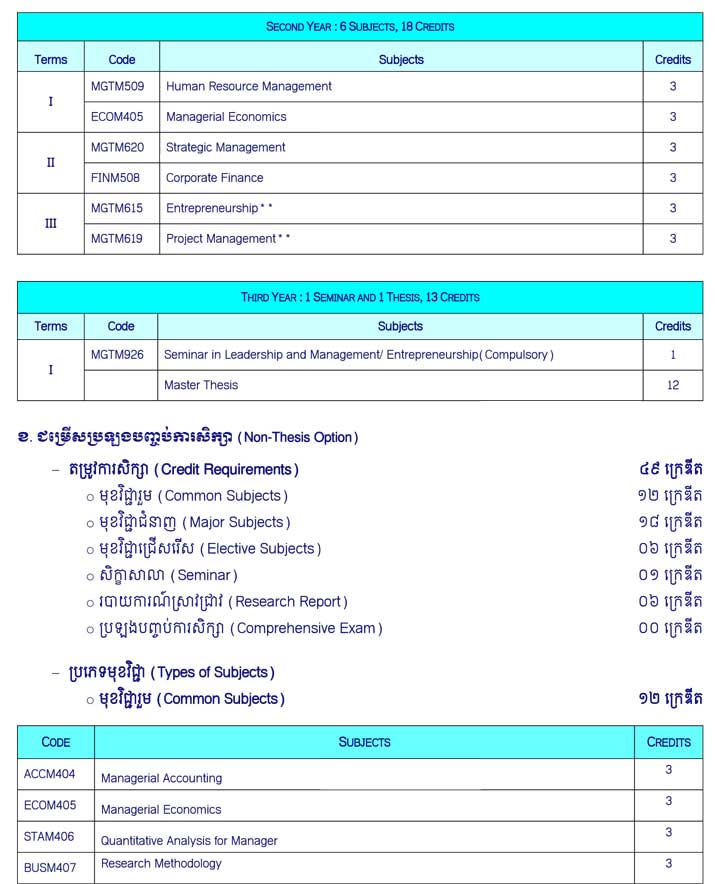 SECOND YEAR : 6 SUBJECTS, 18 CREDITS
Terms Code Subjects Credits
I MGTM509 Human Resource Management 3
ECOM405 Managerial Economics 3
II MGTM620 Strategic Management 3
FINM508 Corporate Finance 3
III MGTM615 Entrepreneurship** 3
MGTM619 Project Management** 3
THIRD YEAR : 1 SEMINAR AND 1 THESIS, 13 CREDITS
Terms Code Subjects Credits
I MGTM926 Seminar in Leadership and Management/ Entrepreneurship(Compulsory) 1
Master Thesis 12
ខ. ជម្រើសប្រឡងបញ្ចប់ការសិក្សា (Non-Thesis Option)
– តម្រូវការសិក្សា (Credit Requirements) ៤៩ ក្រេឌីត
○ មុខវិជ្ជារួម (Common Subjects) ១២ ក្រេឌីត
○ មុខវិជ្ជាជំនាញ (Major Subjects) ១៨ ក្រេឌីត
○ មុខវិជ្ជាជ្រើសរើស (Elective Subjects) ០៦ ក្រេឌីត
○ សិក្ខាសាលា (Seminar) ០១ ក្រេឌីត
○ របាយការណ៍ស្រាវជ្រាវ (Research Report) ០៦ ក្រេឌីត
○ ប្រឡងបញ្ចប់ការសិក្សា (Comprehensive Exam) ០០ ក្រេឌីត
– ប្រភេទមុខវិជ្ជា (Types of Subjects)
○ មុខវិជ្ជារួម (Common Subjects) ១២ ក្រេឌីត
CODE SUBJECTS CREDITS
ACCM404 Managerial Accounting 3
ECOM405 Managerial Economics 3
STAM406 Quantitative Analysis for Manager 3
BUSM407 Research Methodology 3